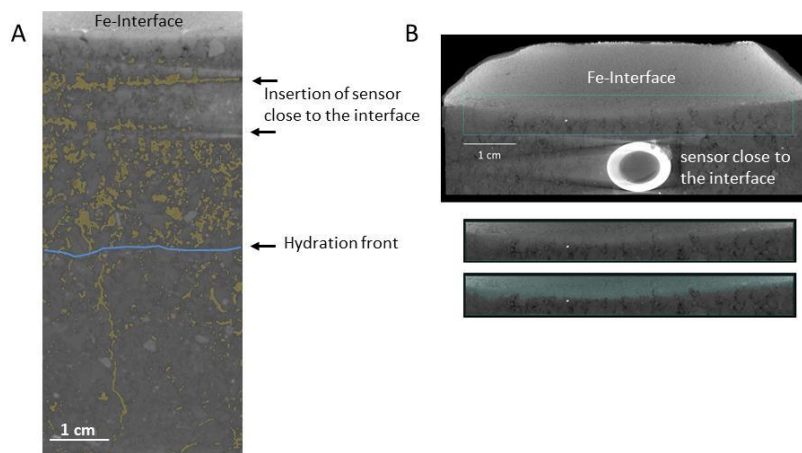 A
Fe-Interface
Insertion of sensor
close to the interface
Hydration front
1 cm
B
Fe-Interface
1 cm
sensor close to
the interface